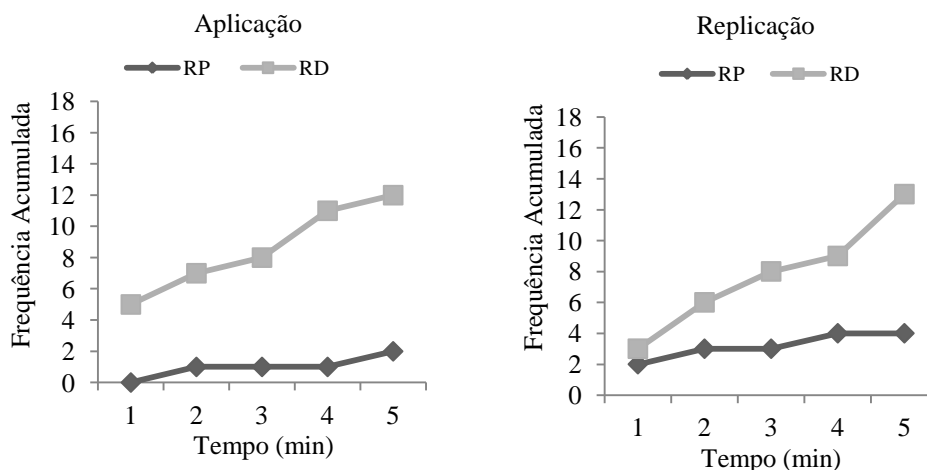 Aplicação
RP RD
Frequência Acumulada
18
16
14
12
10
8
6
4
2
0
1 2 3 4 5
Tempo (min)
Replicação
RP RD
Frequência Acumulada
18
16
14
12
10
8
6
4
2
0
1 2 3 4 5
Tempo (min)